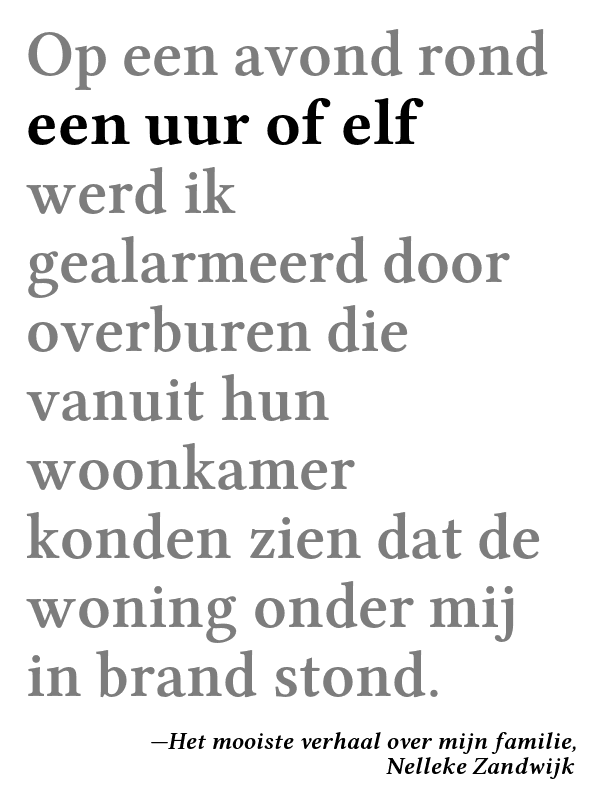 Op een avond rond
een uur of elf
werd ik
gealarmeerd door
overburen die
vanuit hun
woonkamer
konden zien dat de
woning onder mij
in brand stond.
—Het mooiste verhaal over mijn familie,
Nelleke Zandwijk